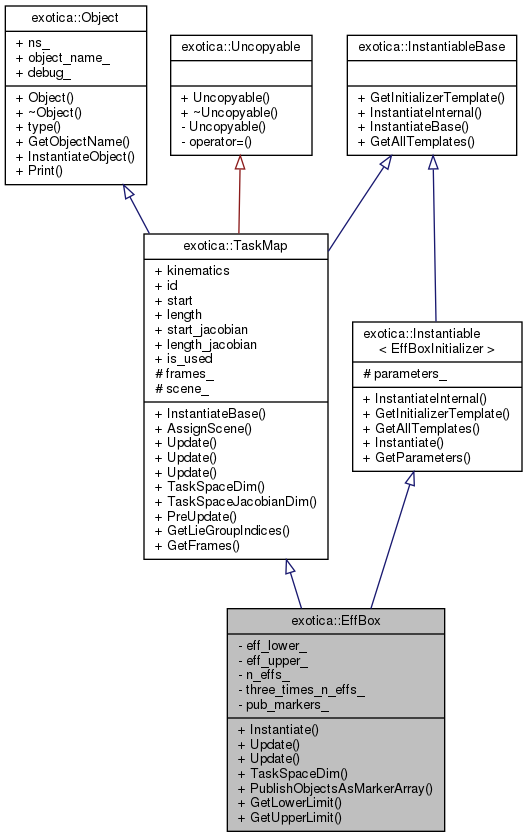 exotica::Object
+ ns_
+ object_name_
+ debug_
+ Object()
+ ~Object()
+ type()
+ GetObjectName()
+ InstantiateObject()
+ Print()
exotica::Uncopyable
+ Uncopyable()
+ ~Uncopyable()
- Uncopyable()
- operator=()
exotica::InstantiableBase
+ GetInitializerTemplate()
+ InstantiateInternal()
+ InstantiateBase()
+ GetAllTemplates()
exotica::TaskMap
+ kinematics
+ id
+ start
+ length
+ start_jacobian
+ length_jacobian
+ is_used
# frames_
# scene_
+ InstantiateBase()
+ AssignScene()
+ Update()
+ Update()
+ Update()
+ TaskSpaceDim()
+ TaskSpaceJacobianDim()
+ PreUpdate()
+ GetLieGroupIndices()
+ GetFrames()
exotica::Instantiable
< EffBoxInitializer >
# parameters_
+ InstantiateInternal()
+ GetInitializerTemplate()
+ GetAllTemplates()
+ Instantiate()
+ GetParameters()
exotica::EffBox
- eff_lower_
- eff_upper_
- n_effs_
- three_times_n_effs_
- pub_markers_
+ Instantiate()
+ Update()
+ Update()
+ TaskSpaceDim()
+ PublishObjectsAsMarkerArray()
+ GetLowerLimit()
+ GetUpperLimit()